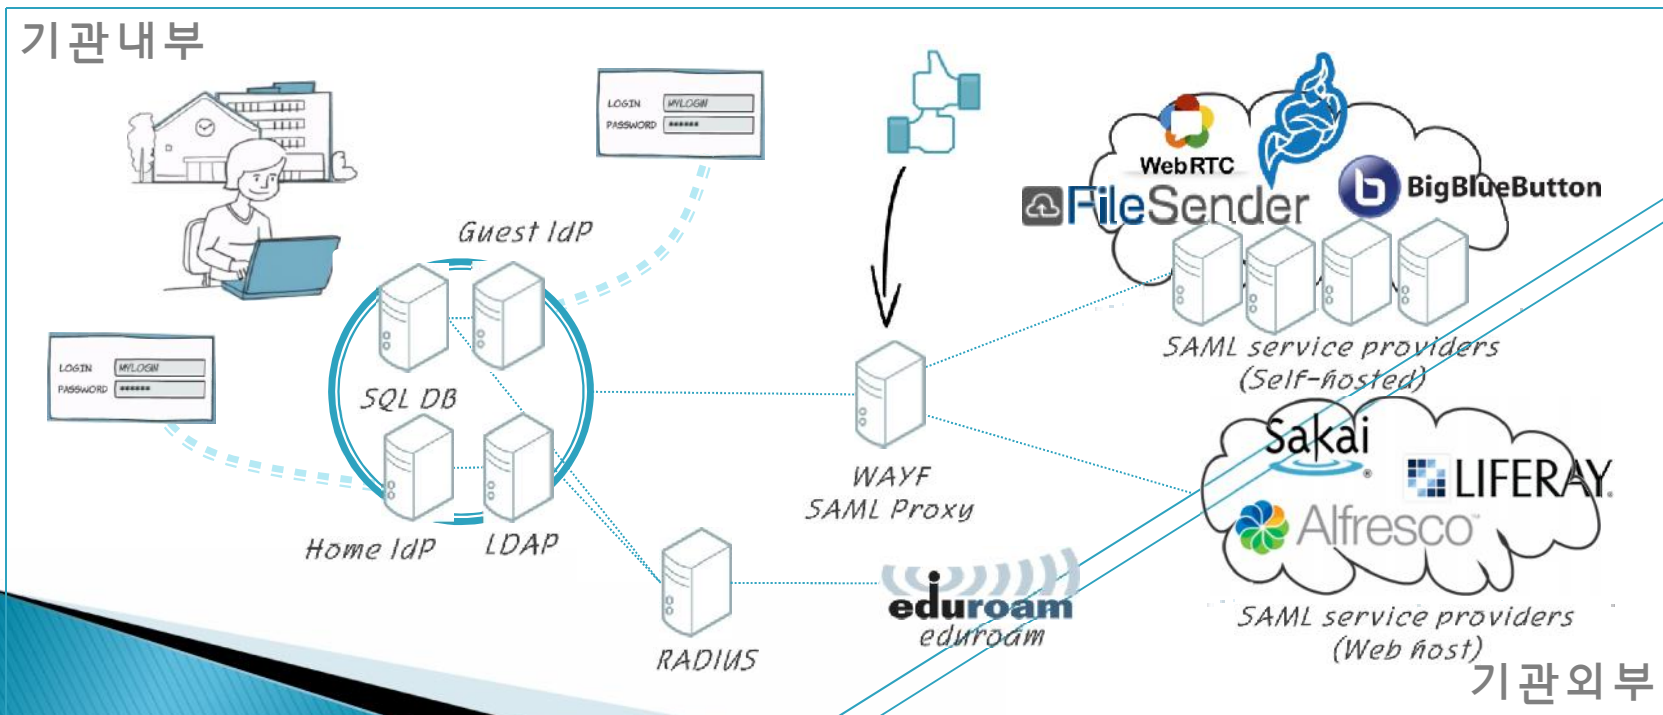 기관내부
LOGIN MYLOGIN
PASSWORD ******
WebRTC
FileSender
BigBlueButton
Guest IdP
LOGIN MYLOGIN
PASSWORD ******
SQL DB
SAML service providers
(Self-hosted)
WAYF
SAML Proxy
Sakai
LIFERAY.
Alfresco™
Home IdP
LDAP
RADIUS
eduroam
eduroam
SAML service providers
(Web host)
기관외부